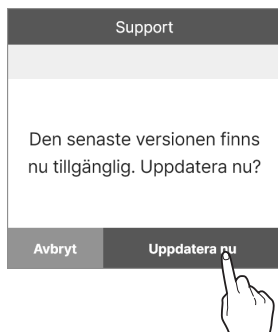 Support
Den senaste versionen finns
nu tillgänglig. Uppdatera nu?
Avbryt Uppdatera nu